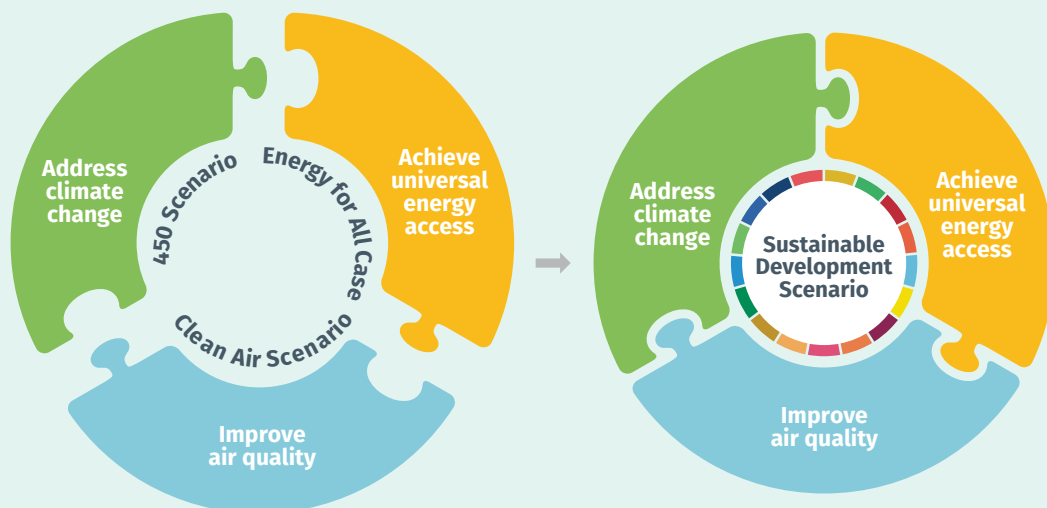 Address
climate
change
Achieve
universal
energy
access
450 Scenario
Energy for All Case
Clean Air Scenario
Improve
air quality
Address
climate
change
Achieve
universal
energy
access
Sustainable
Development
Scenario
Improve
air quality